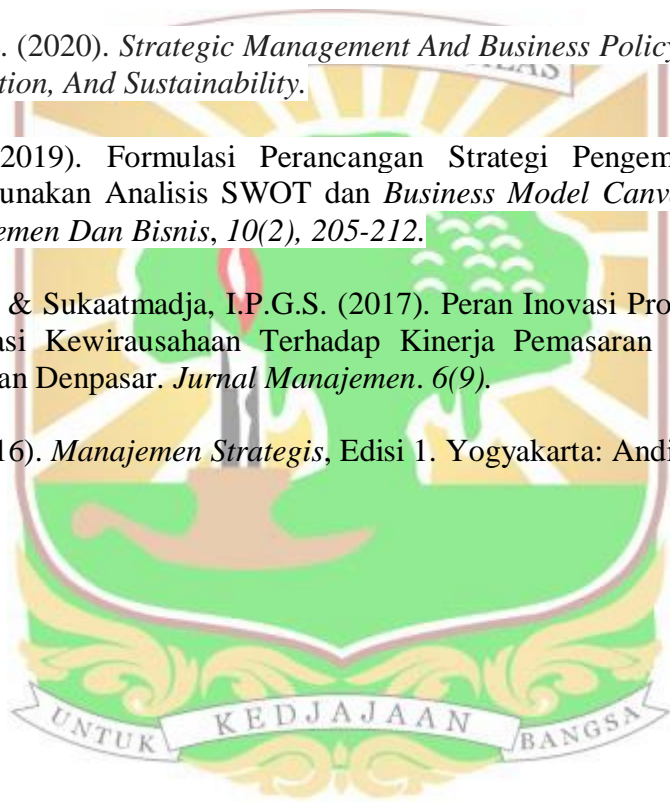 . (2020). Strategic Management And Business Policy
tion, And Sustainability.
2019). Formulasi Perancangan Strategi Pengem
unakan Analisis SWOT dan Business Model Canv
emen Dan Bisnis, 10(2), 205-212.
& Sukaatmadja, I.P.G.S. (2017). Peran Inovasi Pro
asi Kewirausahaan Terhadap Kinerja Pemasaran
an Denpasar. Jurnal Manajemen. 6(9).
16). Manajemen Strategis, Edisi 1. Yogyakarta: Andi
UNTUK KEDJAJAAN BANGSA